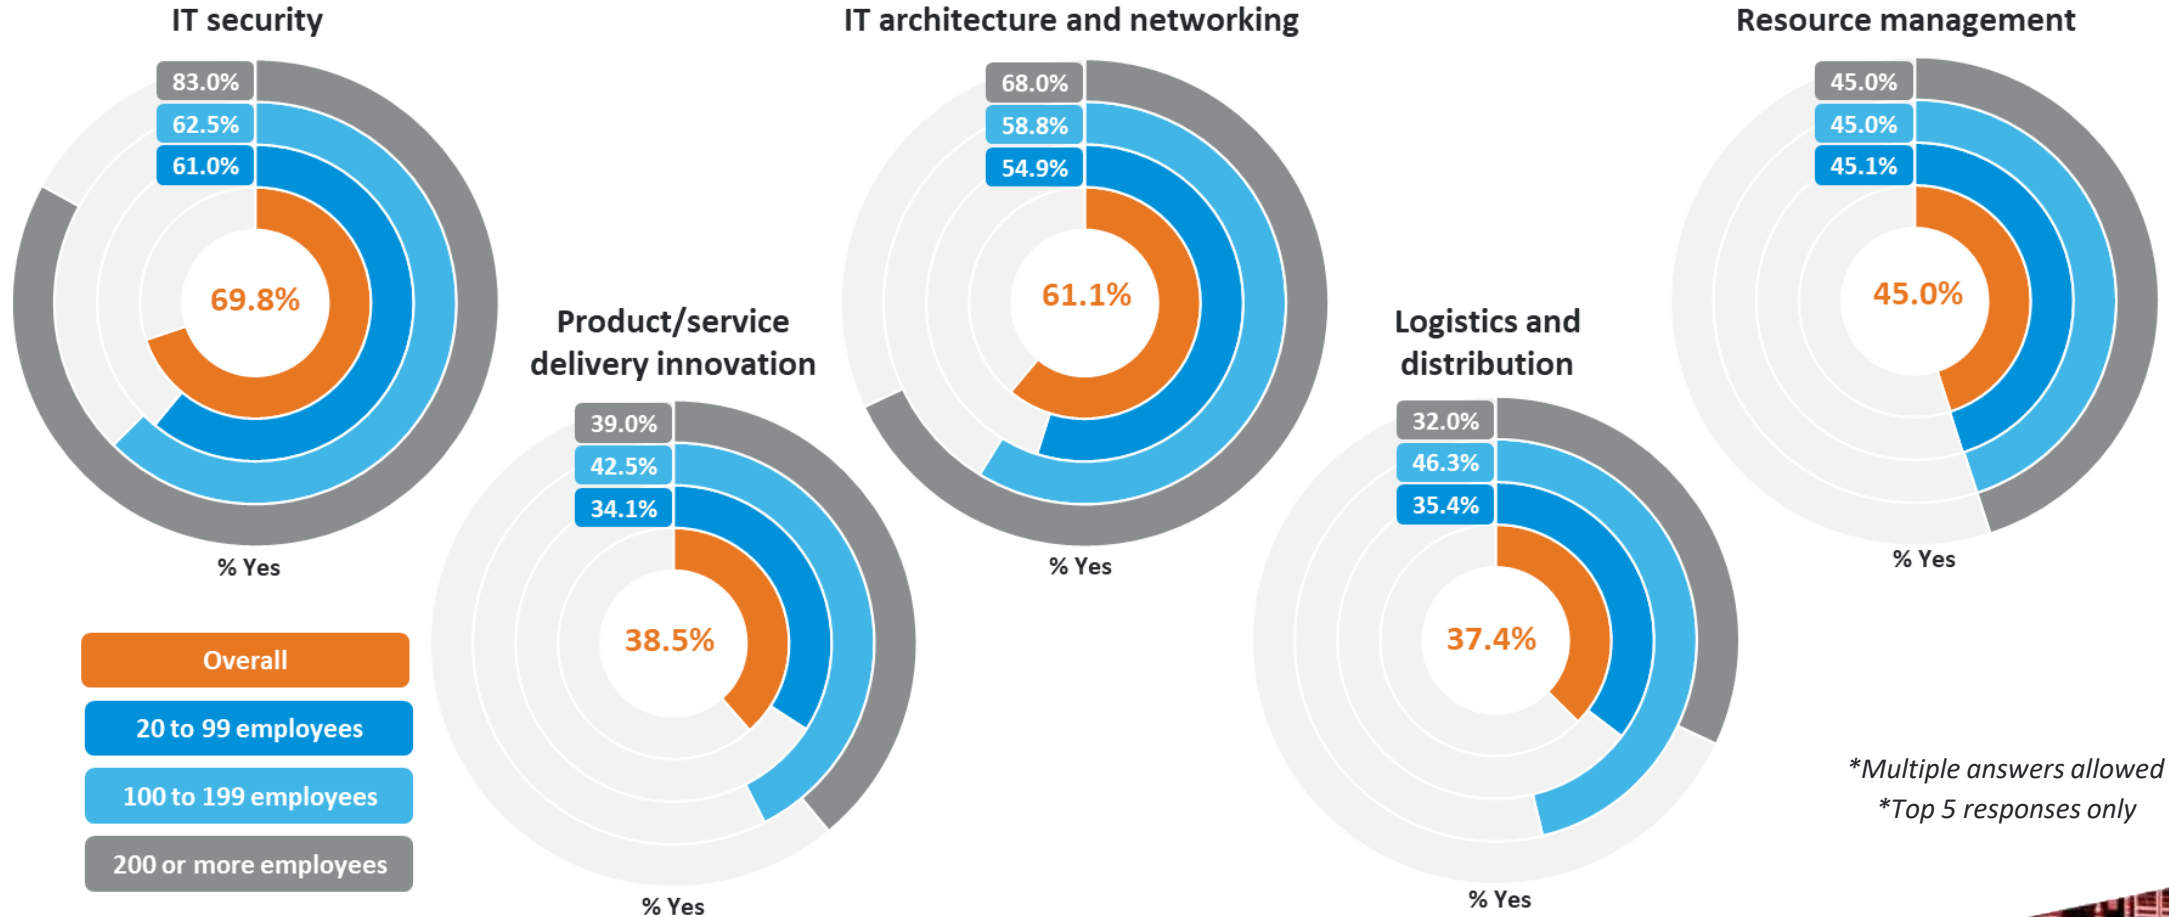 IT security
83.0%
62.5%
61.0%
69.8%
% Yes
Product/service
delivery innovation
39.0%
42.5%
34.1%
38.5%
% Yes
IT architecture and networking
68.0%
58.8%
54.9%
61.1%
% Yes
Logistics and
distribution
32.0%
46.3%
35.4%
37.4%
% Yes
Resource management
45.0%
45.0%
45.1%
45.0%
% Yes
Overall
20 to 99 employees
100 to 199 employees
200 or more employees
*Multiple answers allowed
*Top 5 responses only